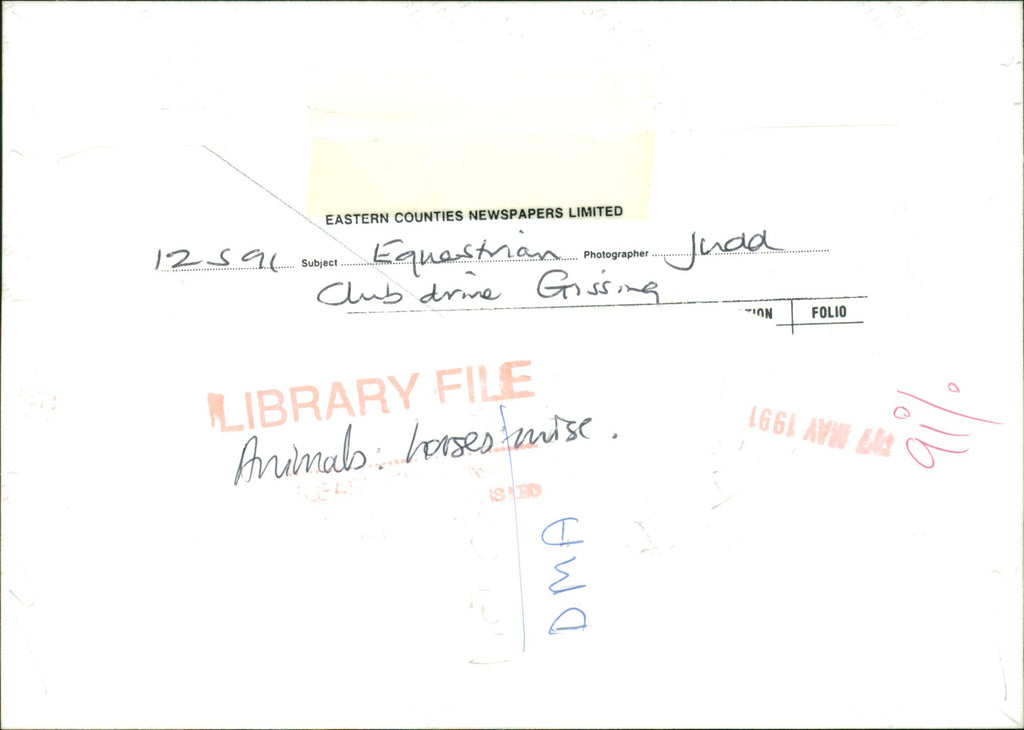 EASTERN COUNTIES NEWSPAPERS LIMITED
12 5 91 Subject Equestrian Photographer Judd
Club drive Gissing
FOLIO
LIBRARY FILE
Animals: horses/misc.
MAY 1991
91%
DMA